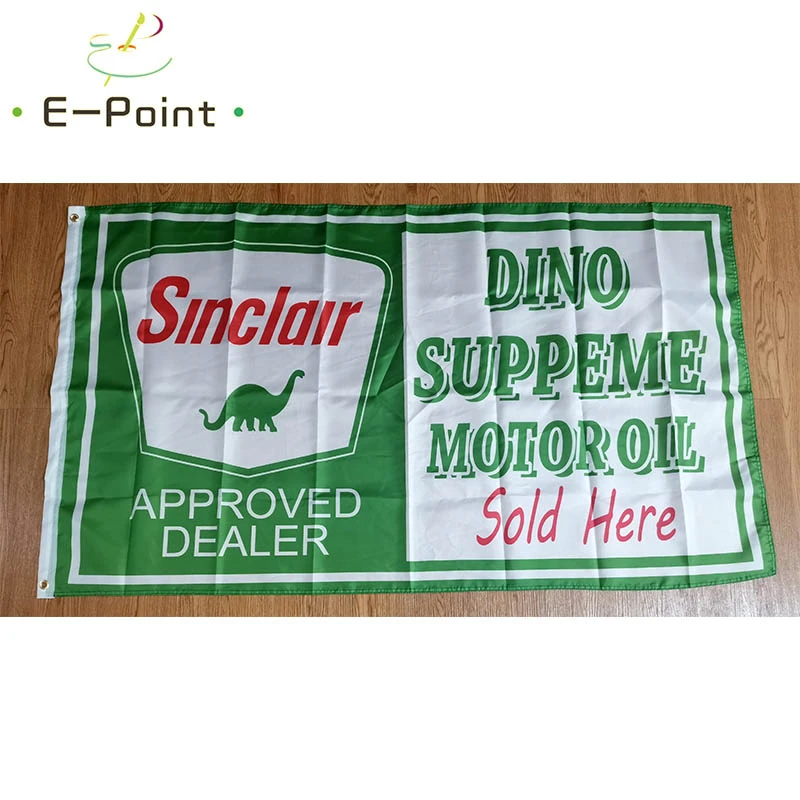 E-Point
Sinclair
APPROVED
DEALER
DINO
SUPPEME
MOTOR OIL
Sold Here